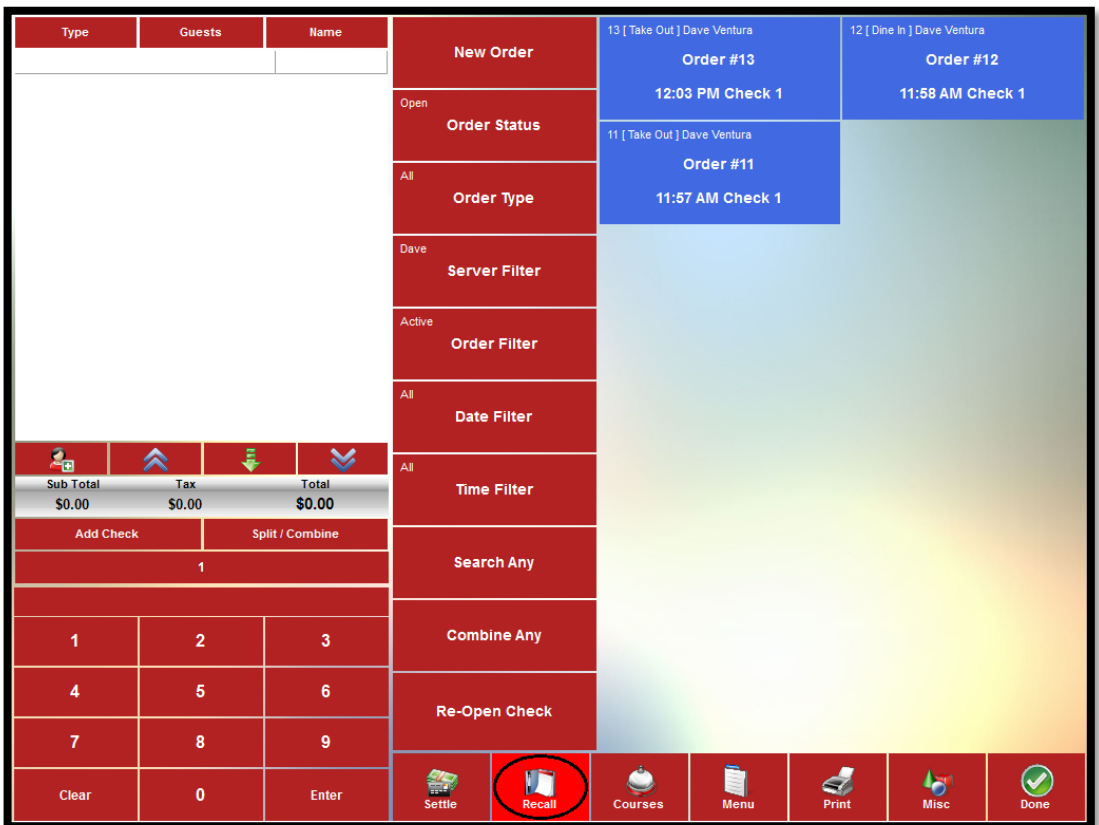 Type Guests Name
New Order
Open
Order Status
All
Order Type
Dave
Server Filter
Active
Order Filter
All
Date Filter
All
Time Filter
Search Any
Combine Any
Re-Open Check
13 [ Take Out ] Dave Ventura
Order #13
12:03 PM Check 1
12 [ Dine In ] Dave Ventura
Order #12
11:58 AM Check 1
11 [ Take Out ] Dave Ventura
Order #11
11:57 AM Check 1
Sub Total Tax Total
$0.00 $0.00 $0.00
Add Check Split / Combine
1
1 2 3
4 5 6
7 8 9
Clear 0 Enter
Settle Recall Courses Menu Print Misc Done